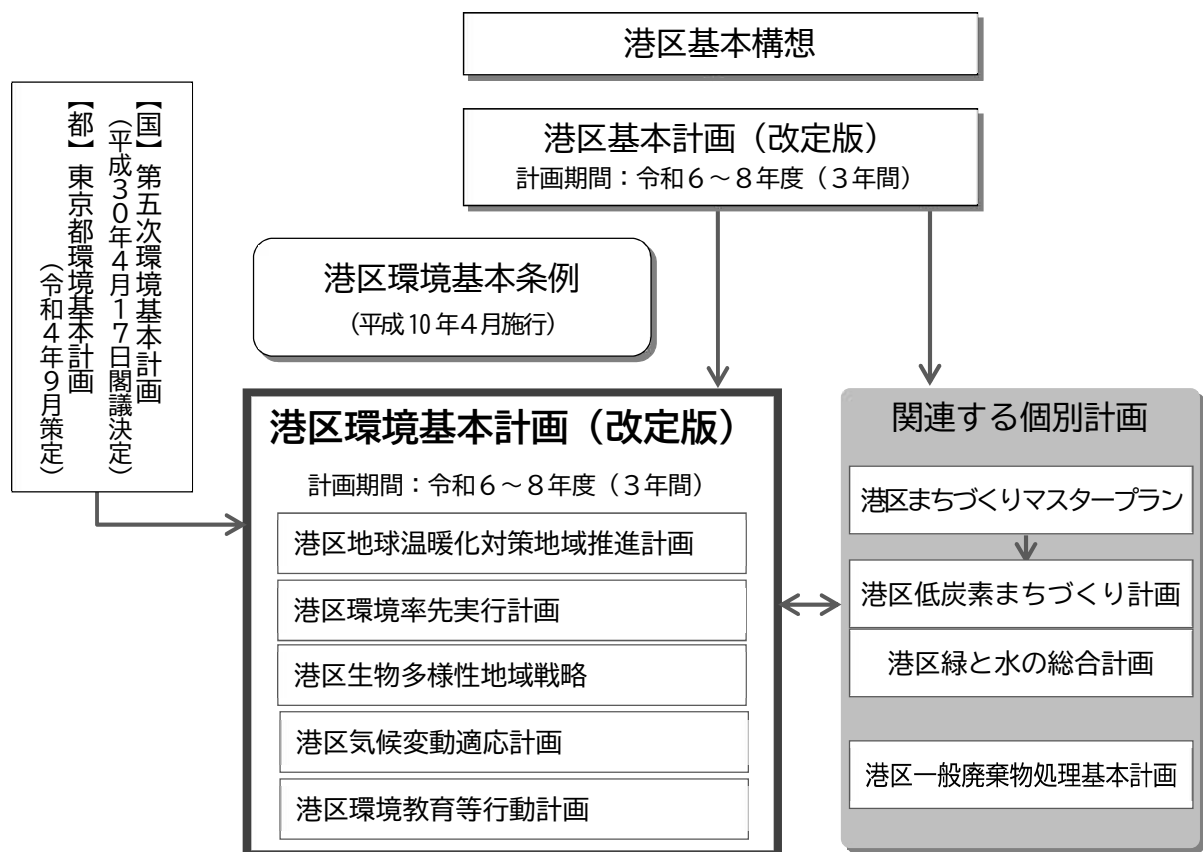 港区基本構想
港区基本計画（改定版）
計画期間：令和６～８年度（３年間）
【国】第五次環境基本計画
（平成３０年４月１７日閣議決定）
【都】東京都環境基本計画
（令和４年９月策定）
港区環境基本条例
（平成10年４月施行）
港区環境基本計画（改定版）
計画期間：令和６～８年度（３年間）
港区地球温暖化対策地域推進計画
港区環境率先実行計画
港区生物多様性地域戦略
港区気候変動適応計画
港区環境教育等行動計画
関連する個別計画
港区まちづくりマスタープラン
港区低炭素まちづくり計画
港区緑と水の総合計画
港区一般廃棄物処理基本計画